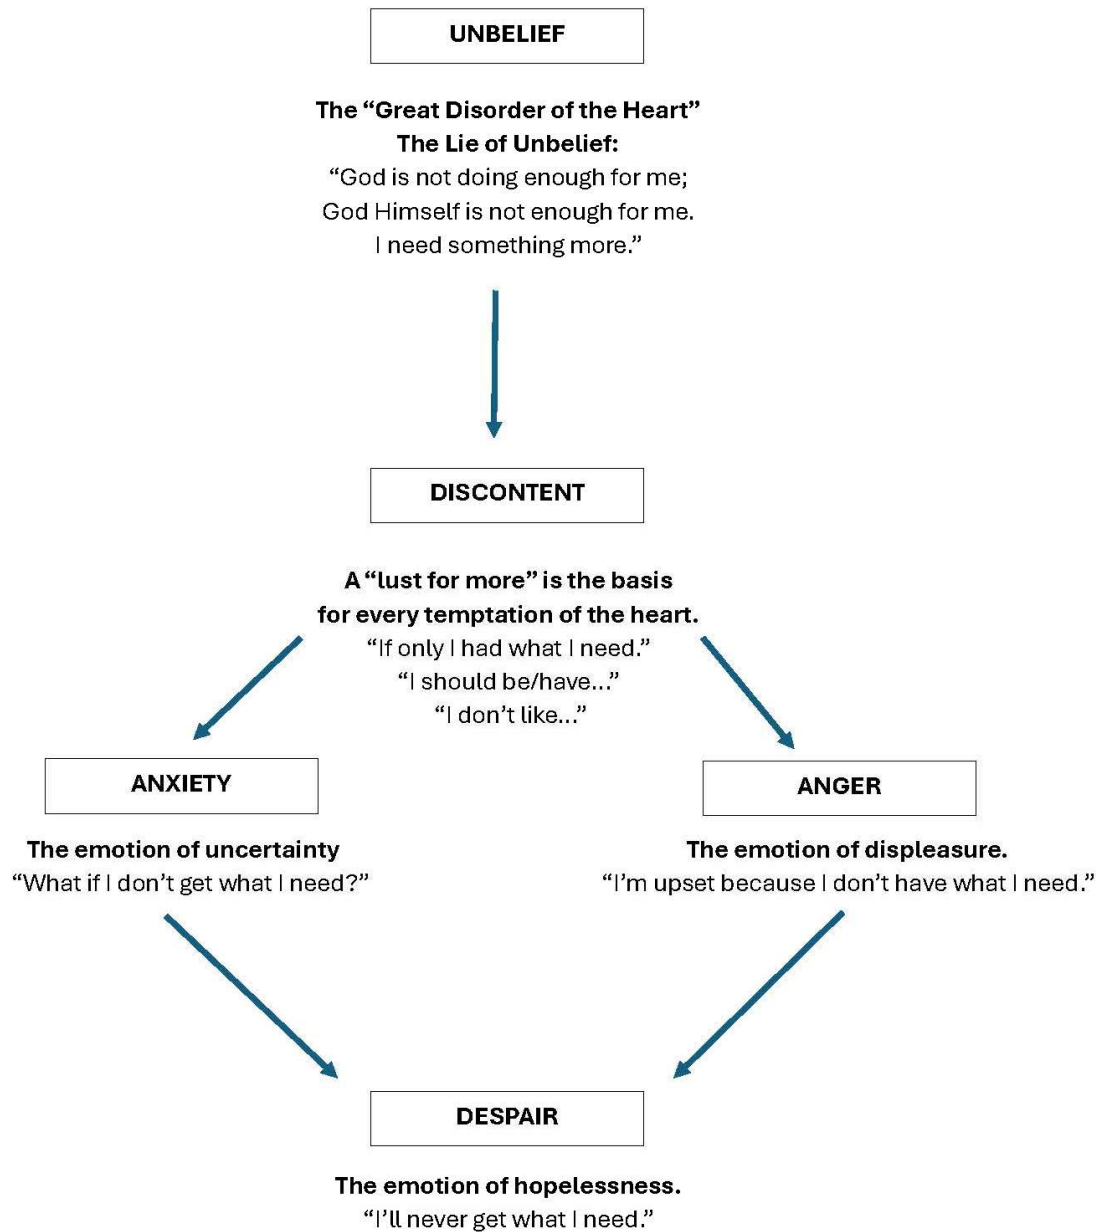 UNBELIEF
The “Great Disorder of the Heart”
The Lie of Unbelief:
“God is not doing enough for me;
God Himself is not enough for me.
I need something more.”
DISCONTENT
A “lust for more” is the basis
for every temptation of the heart.
“If only I had what I need.”
“I should be/have...”
“I don’t like...”
ANXIETY
The emotion of uncertainty
“What if I don’t get what I need?”
ANGER
The emotion of displeasure.
“I’m upset because I don’t have what I need.”
DESPAIR
The emotion of hopelessness.
“I’ll never get what I need.”